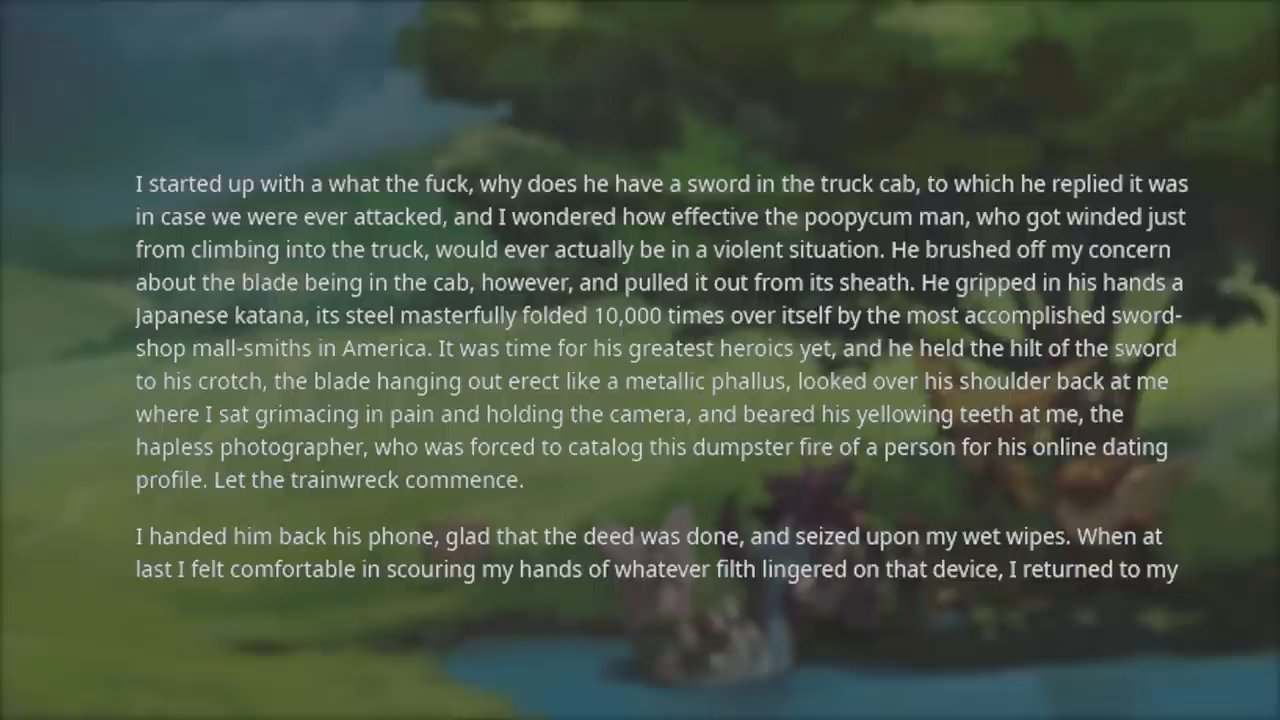 I started up with a what the fuck, why does he have a sword in the truck cab, to which he replied it was
in case we were ever attacked, and I wondered how effective the poopycum man, who got winded just
from climbing into the truck, would ever actually be in a violent situation. He brushed off my concern
about the blade being in the cab, however, and pulled it out from its sheath. He gripped in his hands a
Japanese katana, its steel masterfully folded 10,000 times over itself by the most accomplished sword-
shop mall-smiths in America. It was time for his greatest heroics yet, and he held the hilt of the sword
to his crotch, the blade hanging out erect like a metallic phallus, looked over his shoulder back at me
where I sat grimacing in pain and holding the camera, and beared his yellowing teeth at me, the
hapless photographer, who was forced to catalog this dumpster fire of a person for his online dating
profile. Let the trainwreck commence.
I handed him back his phone, glad that the deed was done, and seized upon my wet wipes. When at
last I felt comfortable in scouring my hands of whatever filth lingered on that device, I returned to my